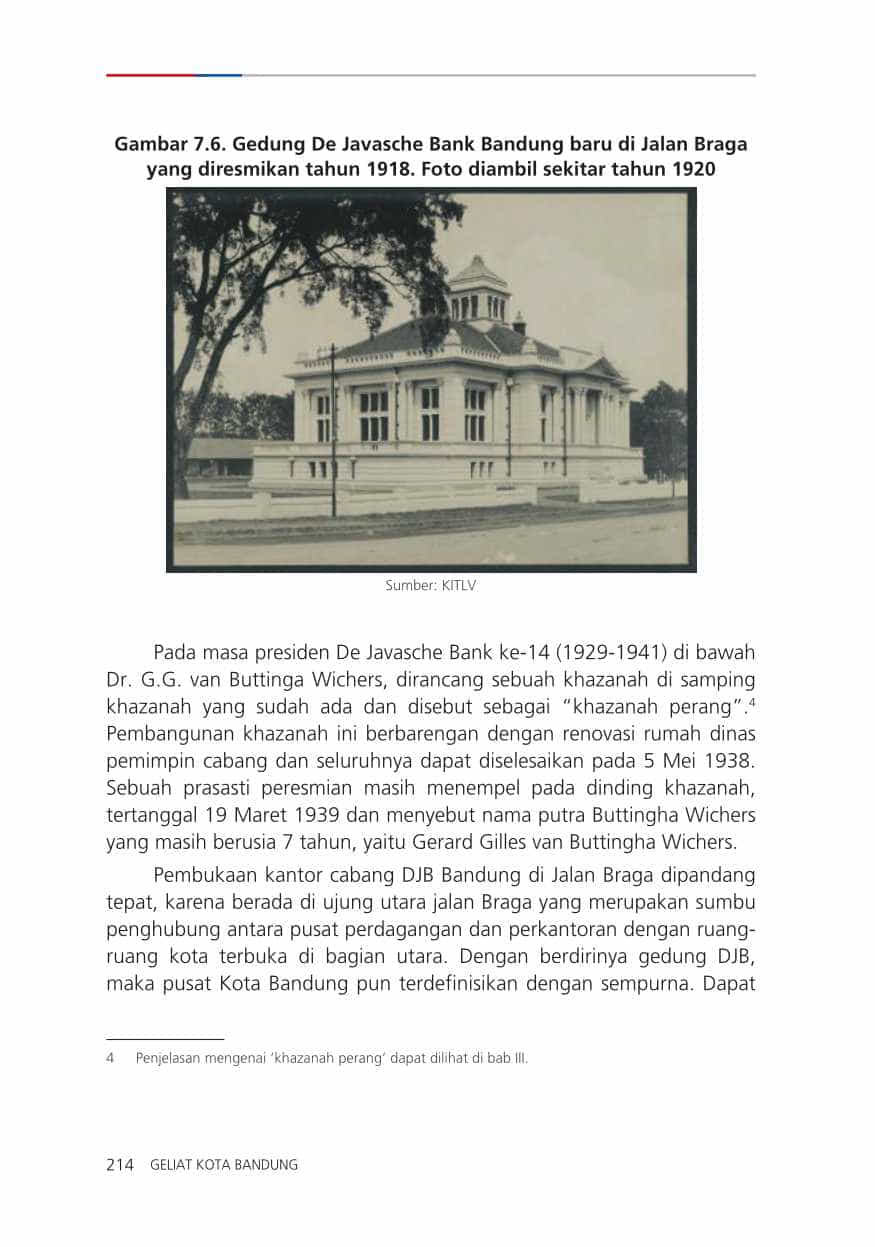 Gambar 7.6. Gedung De Javasche Bank Bandung baru di Jalan Braga
yang diresmikan tahun 1918. Foto diambil sekitar tahun 1920
Sumber: KITLV
Pada masa presiden De Javasche Bank ke-14 (1929-1941) di bawah
Dr. G.G. van Buttinga Wichers, dirancang sebuah khazanah di samping
khazanah yang sudah ada dan disebut sebagai “khazanah perang”.4
Pembangunan khazanah ini berbarengan dengan renovasi rumah dinas
pemimpin cabang dan seluruhnya dapat diselesaikan pada 5 Mei 1938.
Sebuah prasasti peresmian masih menempel pada dinding khazanah,
tertanggal 19 Maret 1939 dan menyebut nama putra Buttingha Wichers
yang masih berusia 7 tahun, yaitu Gerard Gilles van Buttingha Wichers.
Pembukaan kantor cabang DJB Bandung di Jalan Braga dipandang
tepat, karena berada di ujung utara jalan Braga yang merupakan sumbu
penghubung antara pusat perdagangan dan perkantoran dengan ruang-
ruang kota terbuka di bagian utara. Dengan berdirinya gedung DJB,
maka pusat Kota Bandung pun terdefinisikan dengan sempurna. Dapat
4 Penjelasan mengenai ‘khazanah perang’ dapat dilihat di bab III.
214 GELIAT KOTA BANDUNG